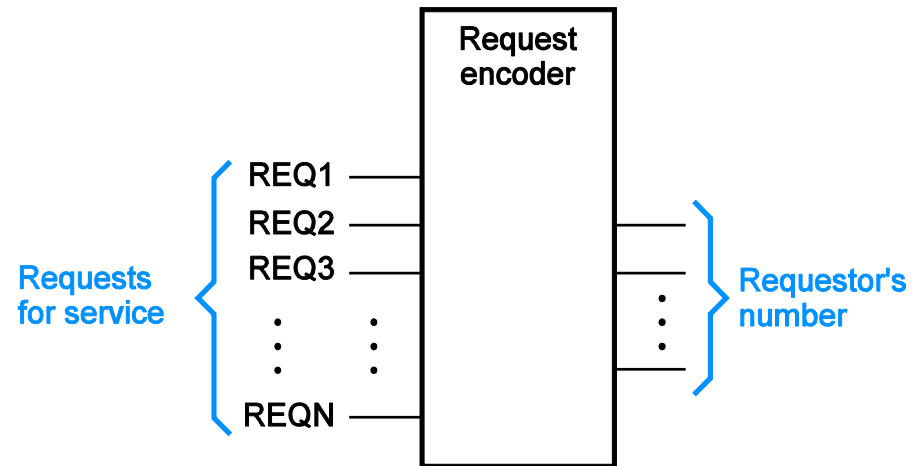 Request
encoder
REQ1
REQ2
REQ3
REQN
Requests
for service
Requestor's
number